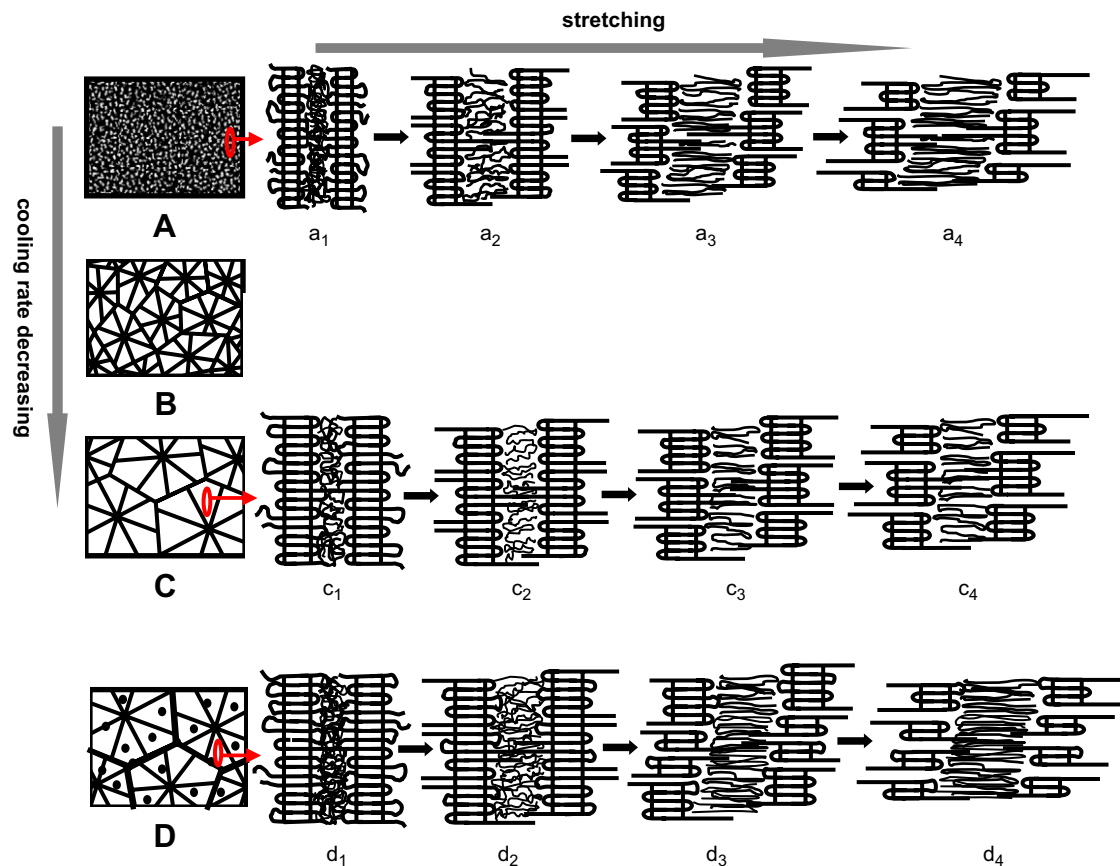 stretching
cooling rate decreasing
A
a1 a2 a3 a4
B
C
c1 c2 c3 c4
D
d1 d2 d3 d4